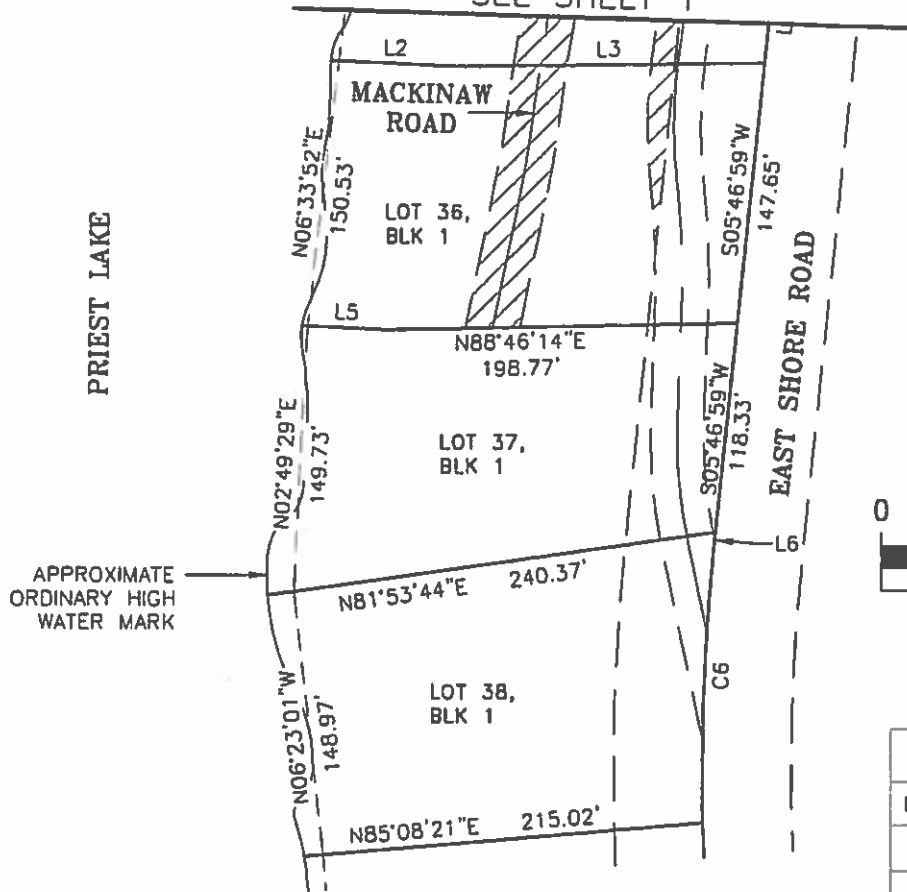 SEE SHEET 1
L2
L3
MACKINAW
ROAD
N06°33'52"E
150.53'
LOT 36,
BLK 1
S05°46'59"W
147.65'
PRIEST LAKE
L5
N88°46'14"E
198.77'
EAST SHORE ROAD
N02°49'29"E
149.73'
LOT 37,
BLK 1
S05°46'59"W
118.33'
0
L6
APPROXIMATE
ORDINARY HIGH
WATER MARK
N81°53'44"E 240.37'
N06°23'01"W
148.97'
LOT 38,
BLK 1
C6
N85°08'21"E 215.02'